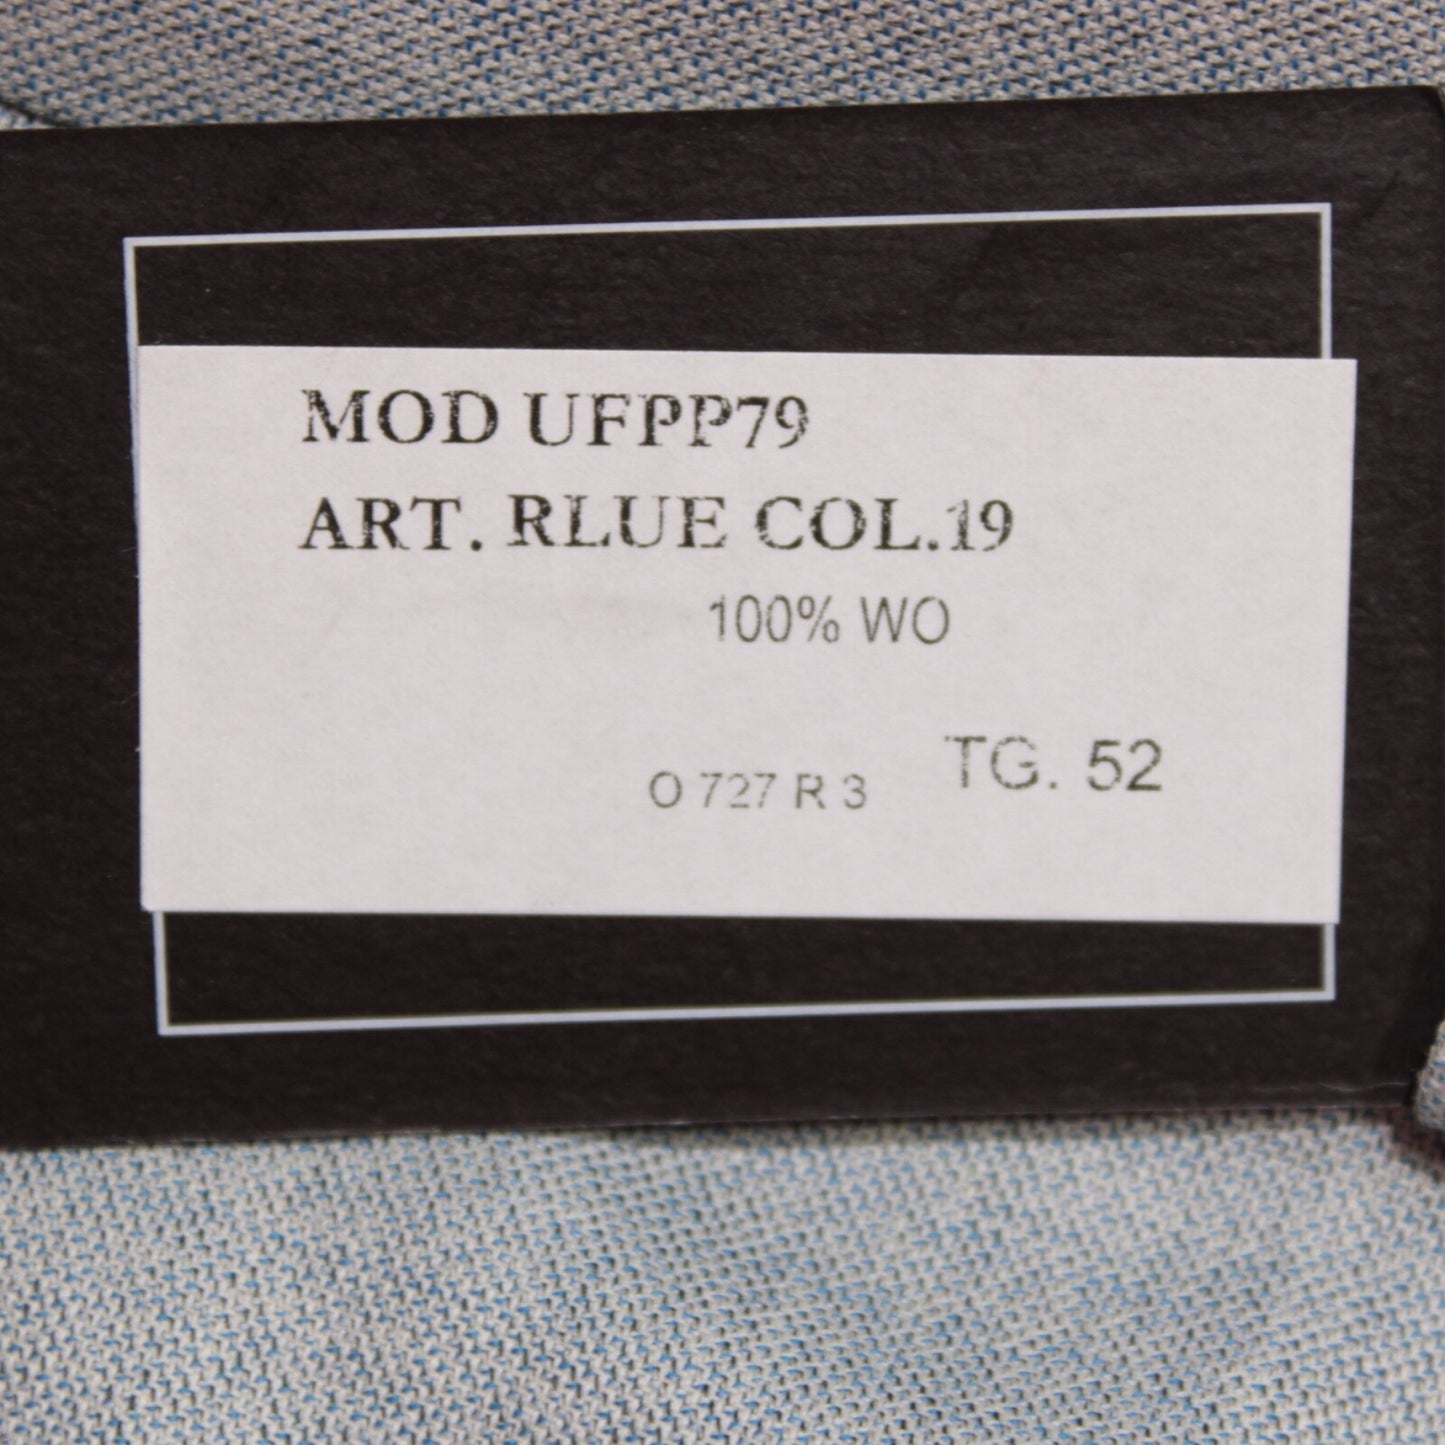 MOD UFPP79
ART. RLUE COL.19
100% WO
O 727 R 3 TG. 52